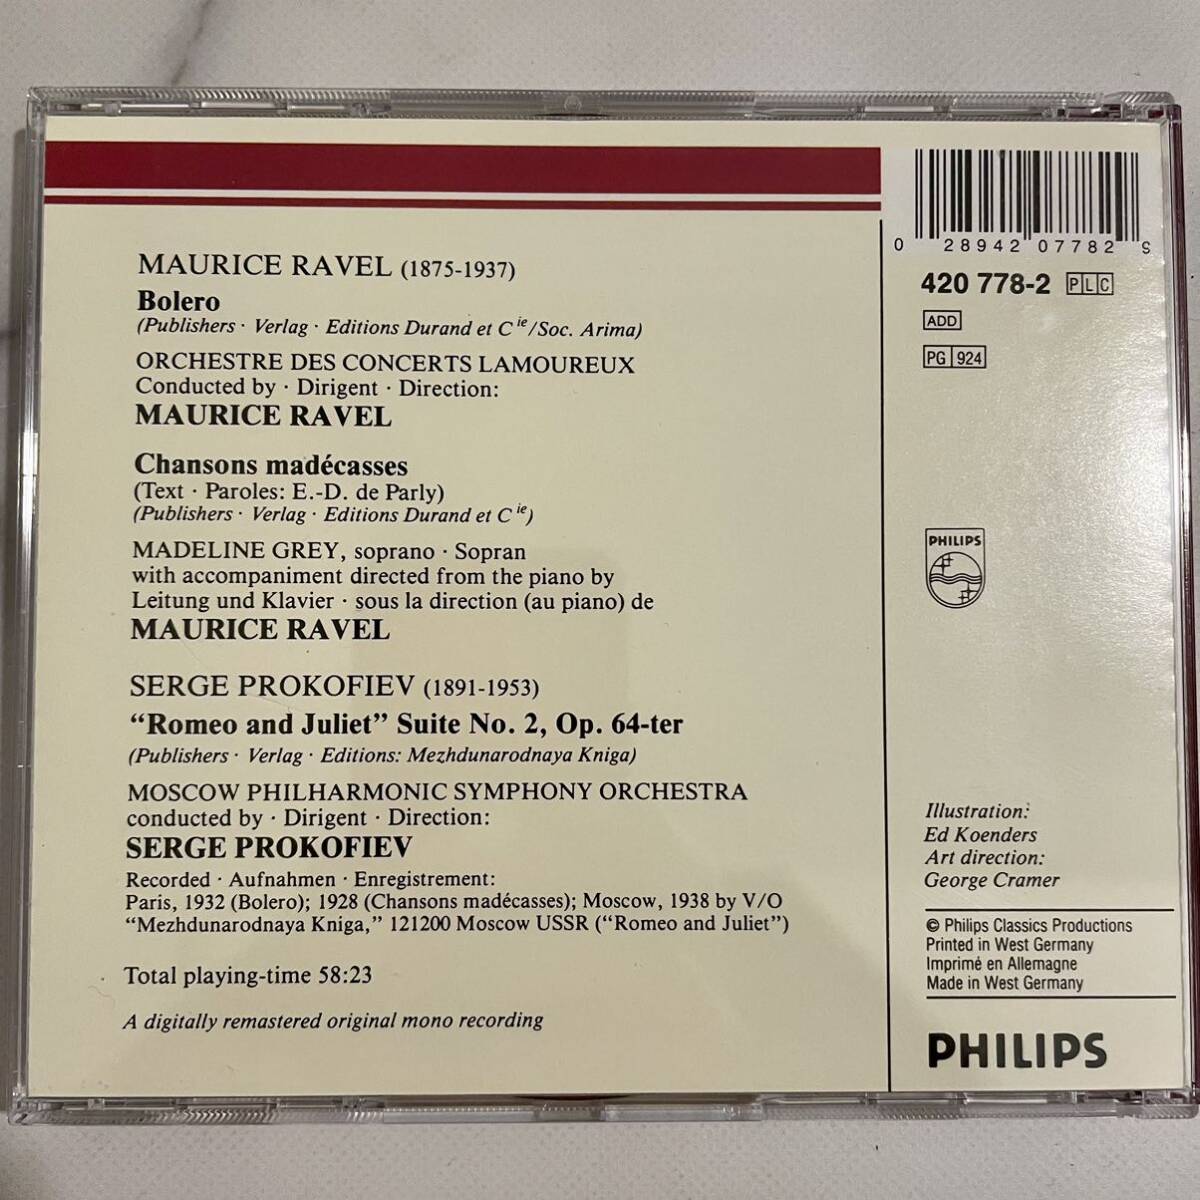 MAURICE RAVEL (1875-1937)
Bolero
(Publishers · Verlag · Editions Durand et Cie/Soc. Arima)
ORCHESTRE DES CONCERTS LAMOUREUX
Conducted by · Dirigent · Direction:
MAURICE RAVEL
Chansons madécasses
(Text · Paroles: E.-D. de Parly)
(Publishers · Verlag · Editions Durand et Cie)
MADELINE GREY, soprano · Sopran
with accompaniment directed from the piano by
Leitung und Klavier · sous la direction (au piano) de
MAURICE RAVEL
SERGE PROKOFIEV (1891-1953)
“Romeo and Juliet” Suite No. 2, Op. 64-ter
(Publishers · Verlag · Editions: Mezhdunarodnaya Kniga)
MOSCOW PHILHARMONIC SYMPHONY ORCHESTRA
conducted by · Dirigent · Direction:
SERGE PROKOFIEV
Recorded · Aufnahmen · Enregistrement:
Paris, 1932 (Bolero); 1928 (Chansons madécasses); Moscow, 1938 by V/O
“Mezhdunarodnaya Kniga,” 121200 Moscow USSR (“Romeo and Juliet”)
Total playing-time 58:23
A digitally remastered original mono recording
0 28942 07782 9
420 778-2 PLC
ADD
PG 924
PHILIPS
Illustration:
Ed Koenders
Art direction:
George Cramer
© Philips Classics Productions
Printed in West Germany
Imprimé en Allemagne
Made in West Germany
PHILIPS